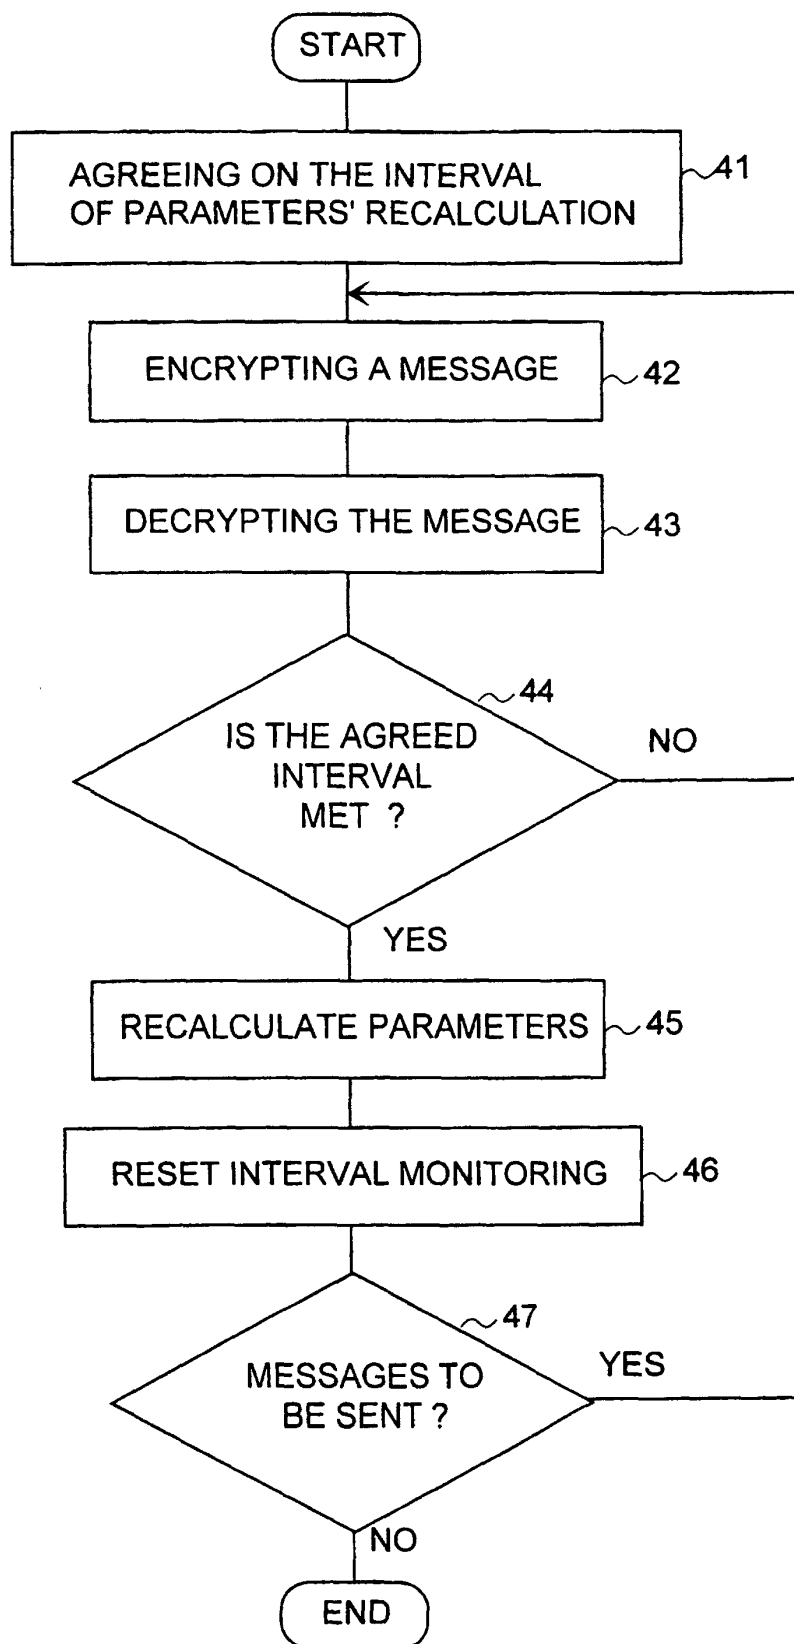 START
AGREEING ON THE INTERVAL
OF PARAMETERS' RECALCULATION
41
ENCRYPTING A MESSAGE
42
DECRYPTING THE MESSAGE
43
44
IS THE AGREED
INTERVAL
MET ?
NO
YES
RECALCULATE PARAMETERS
45
RESET INTERVAL MONITORING
46
47
MESSAGES TO
BE SENT ?
YES
NO
END